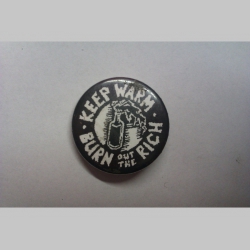 KEEP WARM
BURN OUT THE RICH